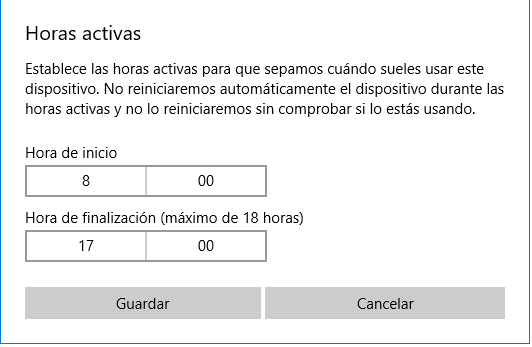 Horas activas
Establece las horas activas para que sepamos cuándo sueles usar este
dispositivo. No reiniciaremos automáticamente el dispositivo durante las
horas activas y no lo reiniciaremos sin comprobar si lo estás usando.
Hora de inicio
8 00
Hora de finalización (máximo de 18 horas)
17 00
Guardar Cancelar